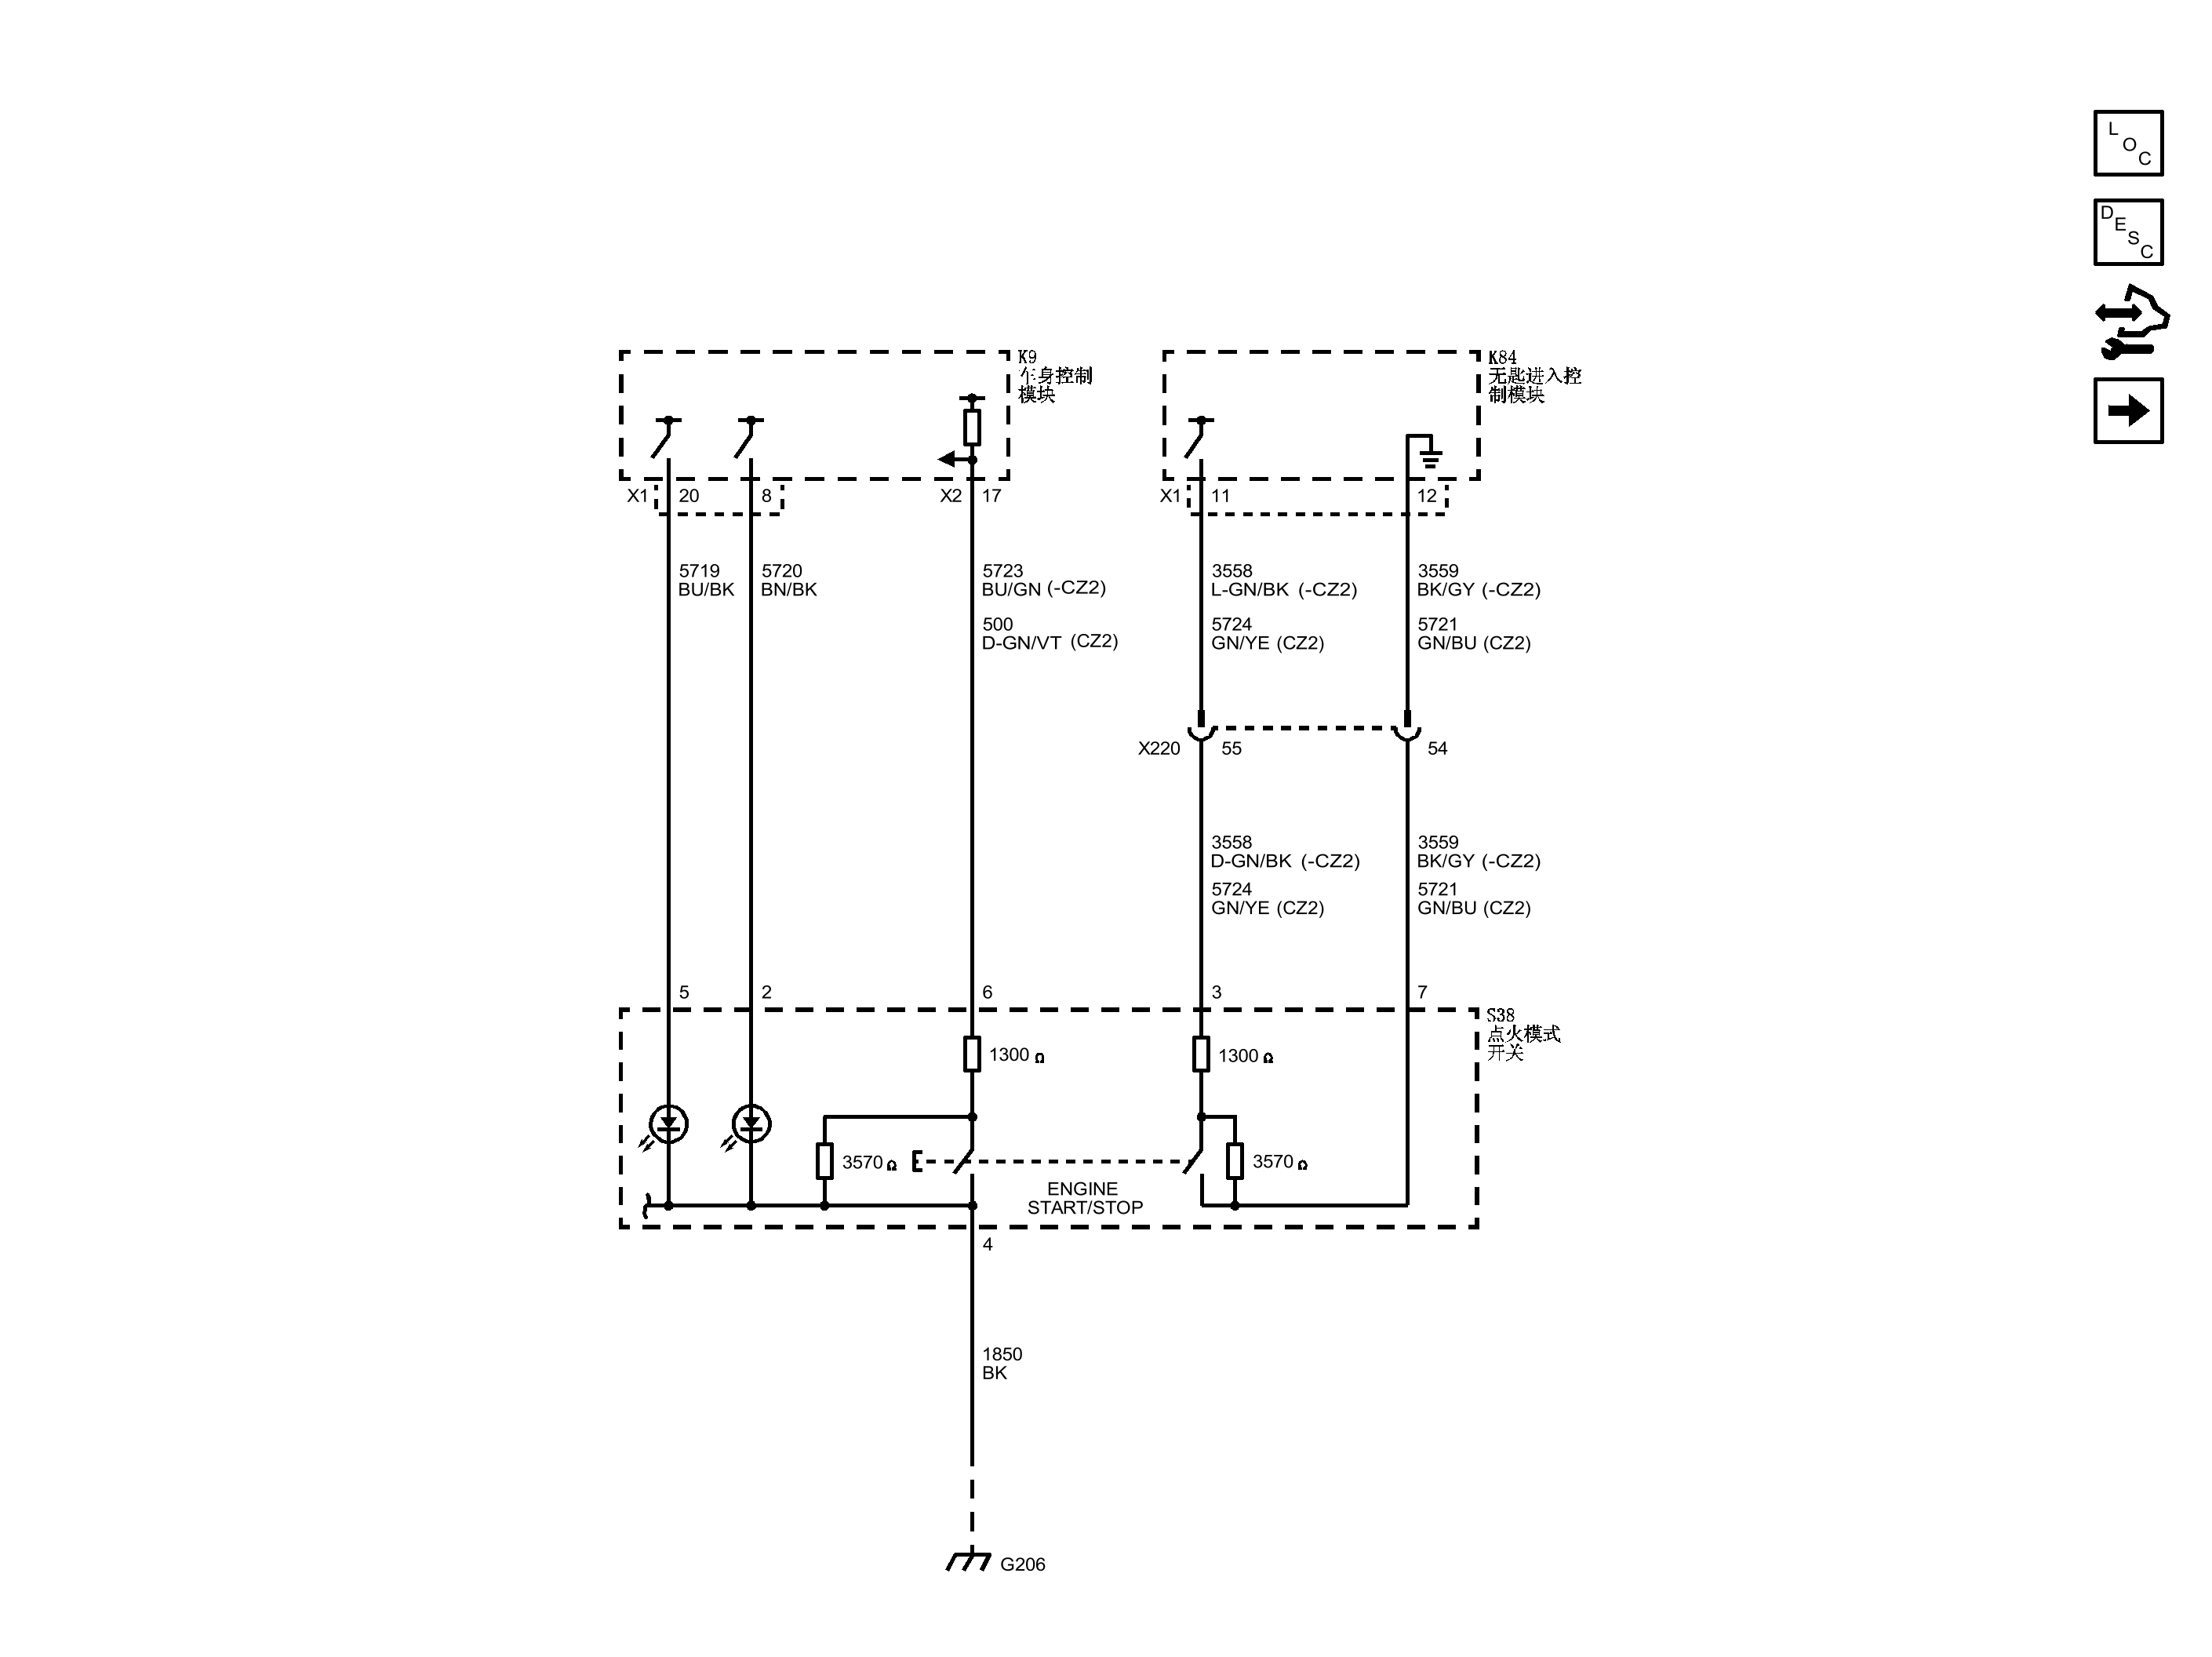 L
O
C
D
E
S
C
K9
车身控制
模块
K84
无匙进入控
制模块
X1 20 8 X2 17 X1 11 12
5719
BU/BK
5720
BN/BK
5723
BU/GN (-CZ2)
500
D-GN/VT (CZ2)
3558
L-GN/BK (-CZ2)
5724
GN/YE (CZ2)
3559
BK/GY (-CZ2)
5721
GN/BU (CZ2)
X220 55 54
3558
D-GN/BK (-CZ2)
5724
GN/YE (CZ2)
3559
BK/GY (-CZ2)
5721
GN/BU (CZ2)
5 2 6 3 7
S38
点火模式
开关
1300 Ω 1300 Ω
3570 Ω 3570 Ω
ENGINE
START/STOP
4
1850
BK
G206